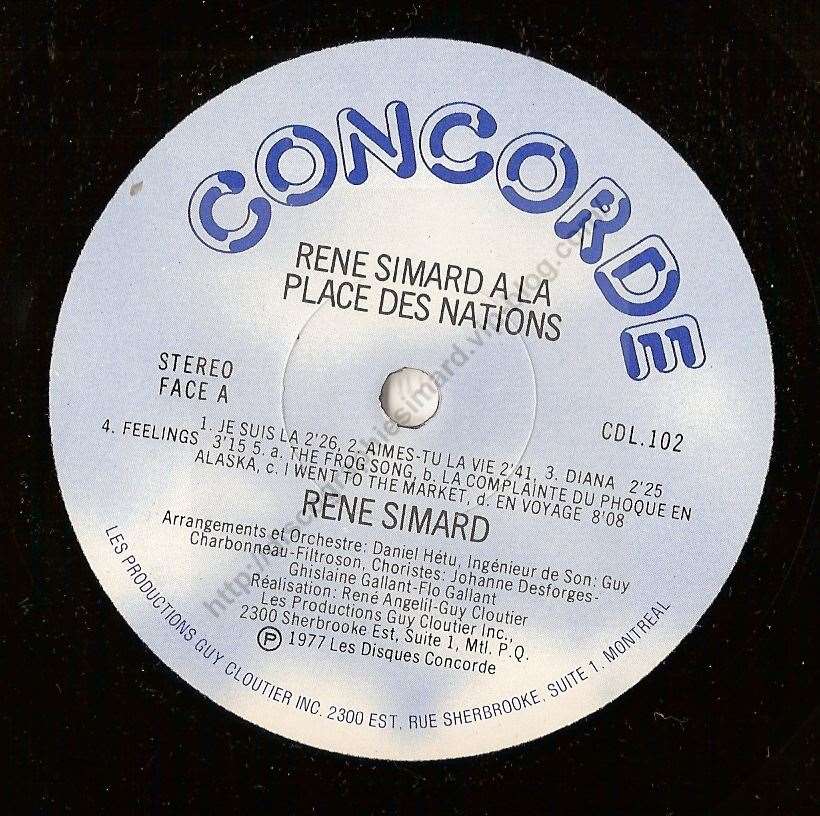 CONCORDE
RENE SIMARD A LA
PLACE DES NATIONS
STEREO
FACE A
CDL.102
1. JE SUIS LA 2'26, 2. AIMES-TU LA VIE 2'41, 3. DIANA 2'25
4. FEELINGS 3'15 5. a. THE FROG SONG, b. LA COMPLAINTE DU PHOQUE EN
ALASKA, c. I WENT TO THE MARKET, d. EN VOYAGE 8'08
RENE SIMARD
Arrangements et Orchestre: Daniel Hétu, Ingénieur de Son: Guy
Charbonneau-Filtroson, Choristes: Johanne Desforges-
Ghislaine Gallant-Flo Gallant
Réalisation: René Angelil-Guy Cloutier
Les Productions Guy Cloutier Inc.,
2300 Sherbrooke Est, Suite 1, Mtl. P.Q.
Ⓟ 1977 Les Disques Concorde
LES PRODUCTIONS GUY CLOUTIER INC. 2300 EST, RUE SHERBROOKE, SUITE 1, MONTREAL